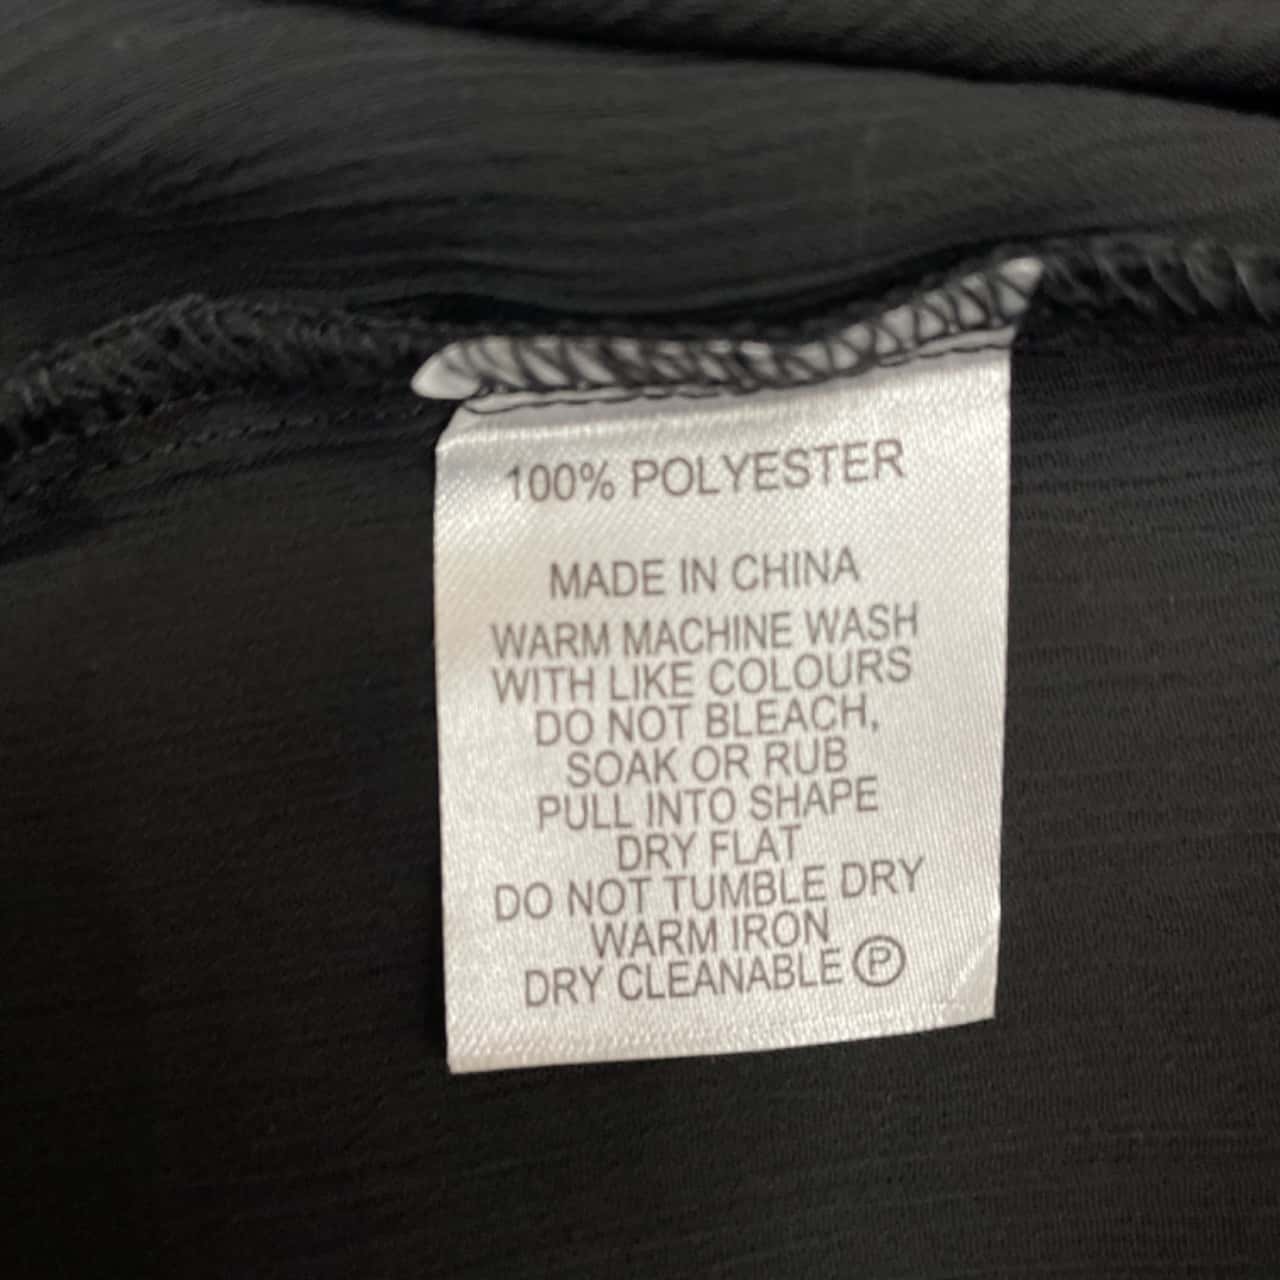 100% POLYESTER
MADE IN CHINA
WARM MACHINE WASH
WITH LIKE COLOURS
DO NOT BLEACH,
SOAK OR RUB
PULL INTO SHAPE
DRY FLAT
DO NOT TUMBLE DRY
WARM IRON
DRY CLEANABLE Ⓟ